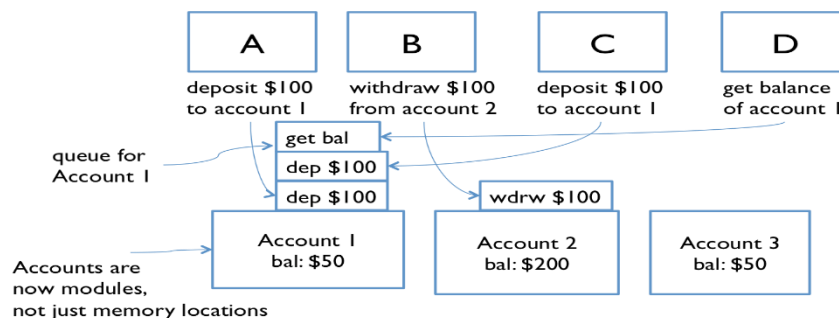 A
B
C
D
deposit $100
to account 1
withdraw $100
from account 2
deposit $100
to account 1
get balance
of account 1
queue for
Account 1
get bal
dep $100
dep $100
wdrw $100
Account 1
bal: $50
Account 2
bal: $200
Account 3
bal: $50
Accounts are
now modules,
not just memory locations